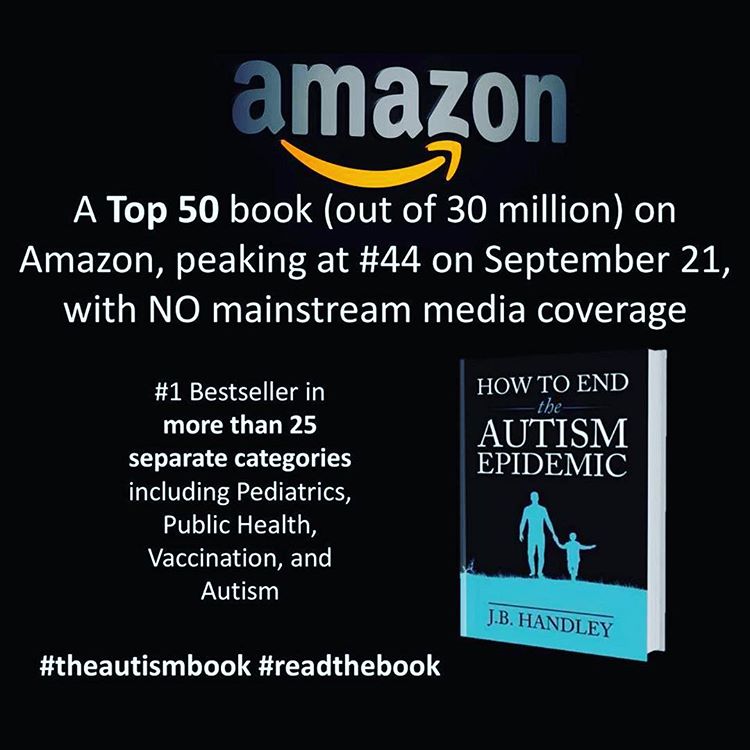 amazon
A Top 50 book (out of 30 million) on
Amazon, peaking at #44 on September 21,
with NO mainstream media coverage
#1 Bestseller in
more than 25
separate categories
including Pediatrics,
Public Health,
Vaccination, and
Autism
HOW TO END
the
AUTISM
EPIDEMIC
J.B. HANDLEY
#theautismbook #readthebook